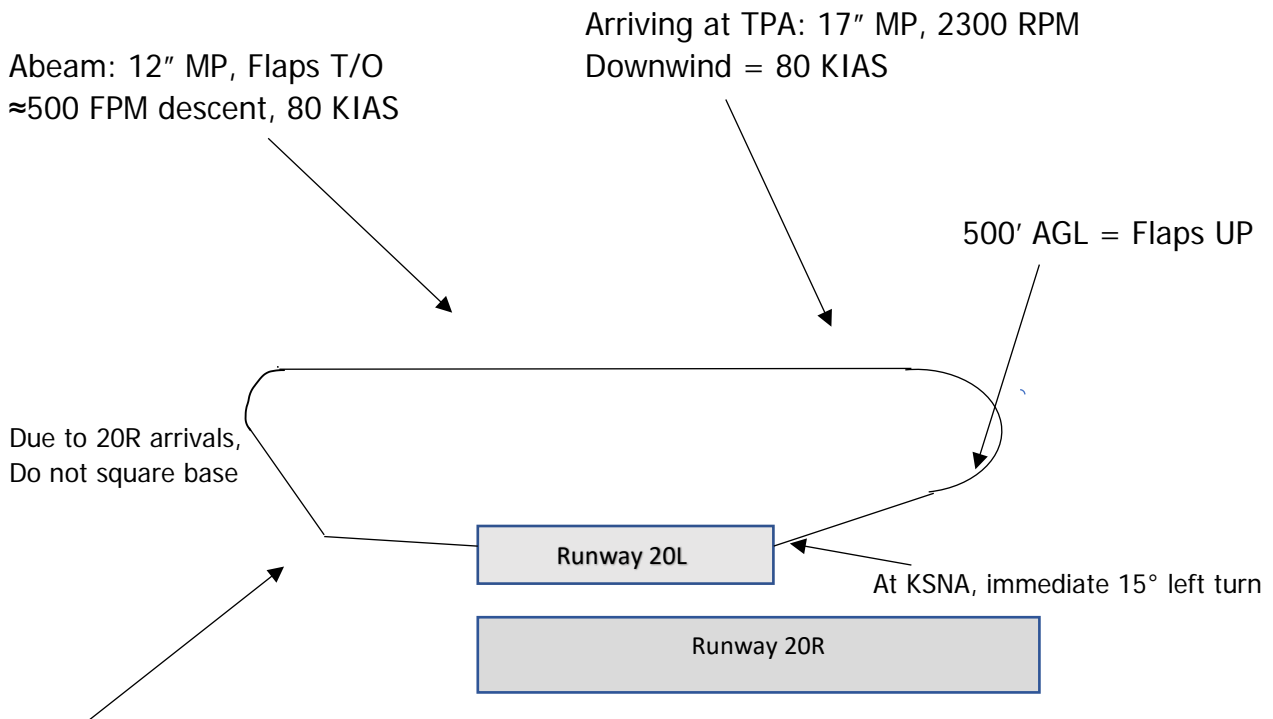 Arriving at TPA: 17” MP, 2300 RPM
Downwind = 80 KIAS
Abeam: 12” MP, Flaps T/O
≈500 FPM descent, 80 KIAS
500’ AGL = Flaps UP
Due to 20R arrivals,
Do not square base
Runway 20L
At KSNA, immediate 15° left turn
Runway 20R